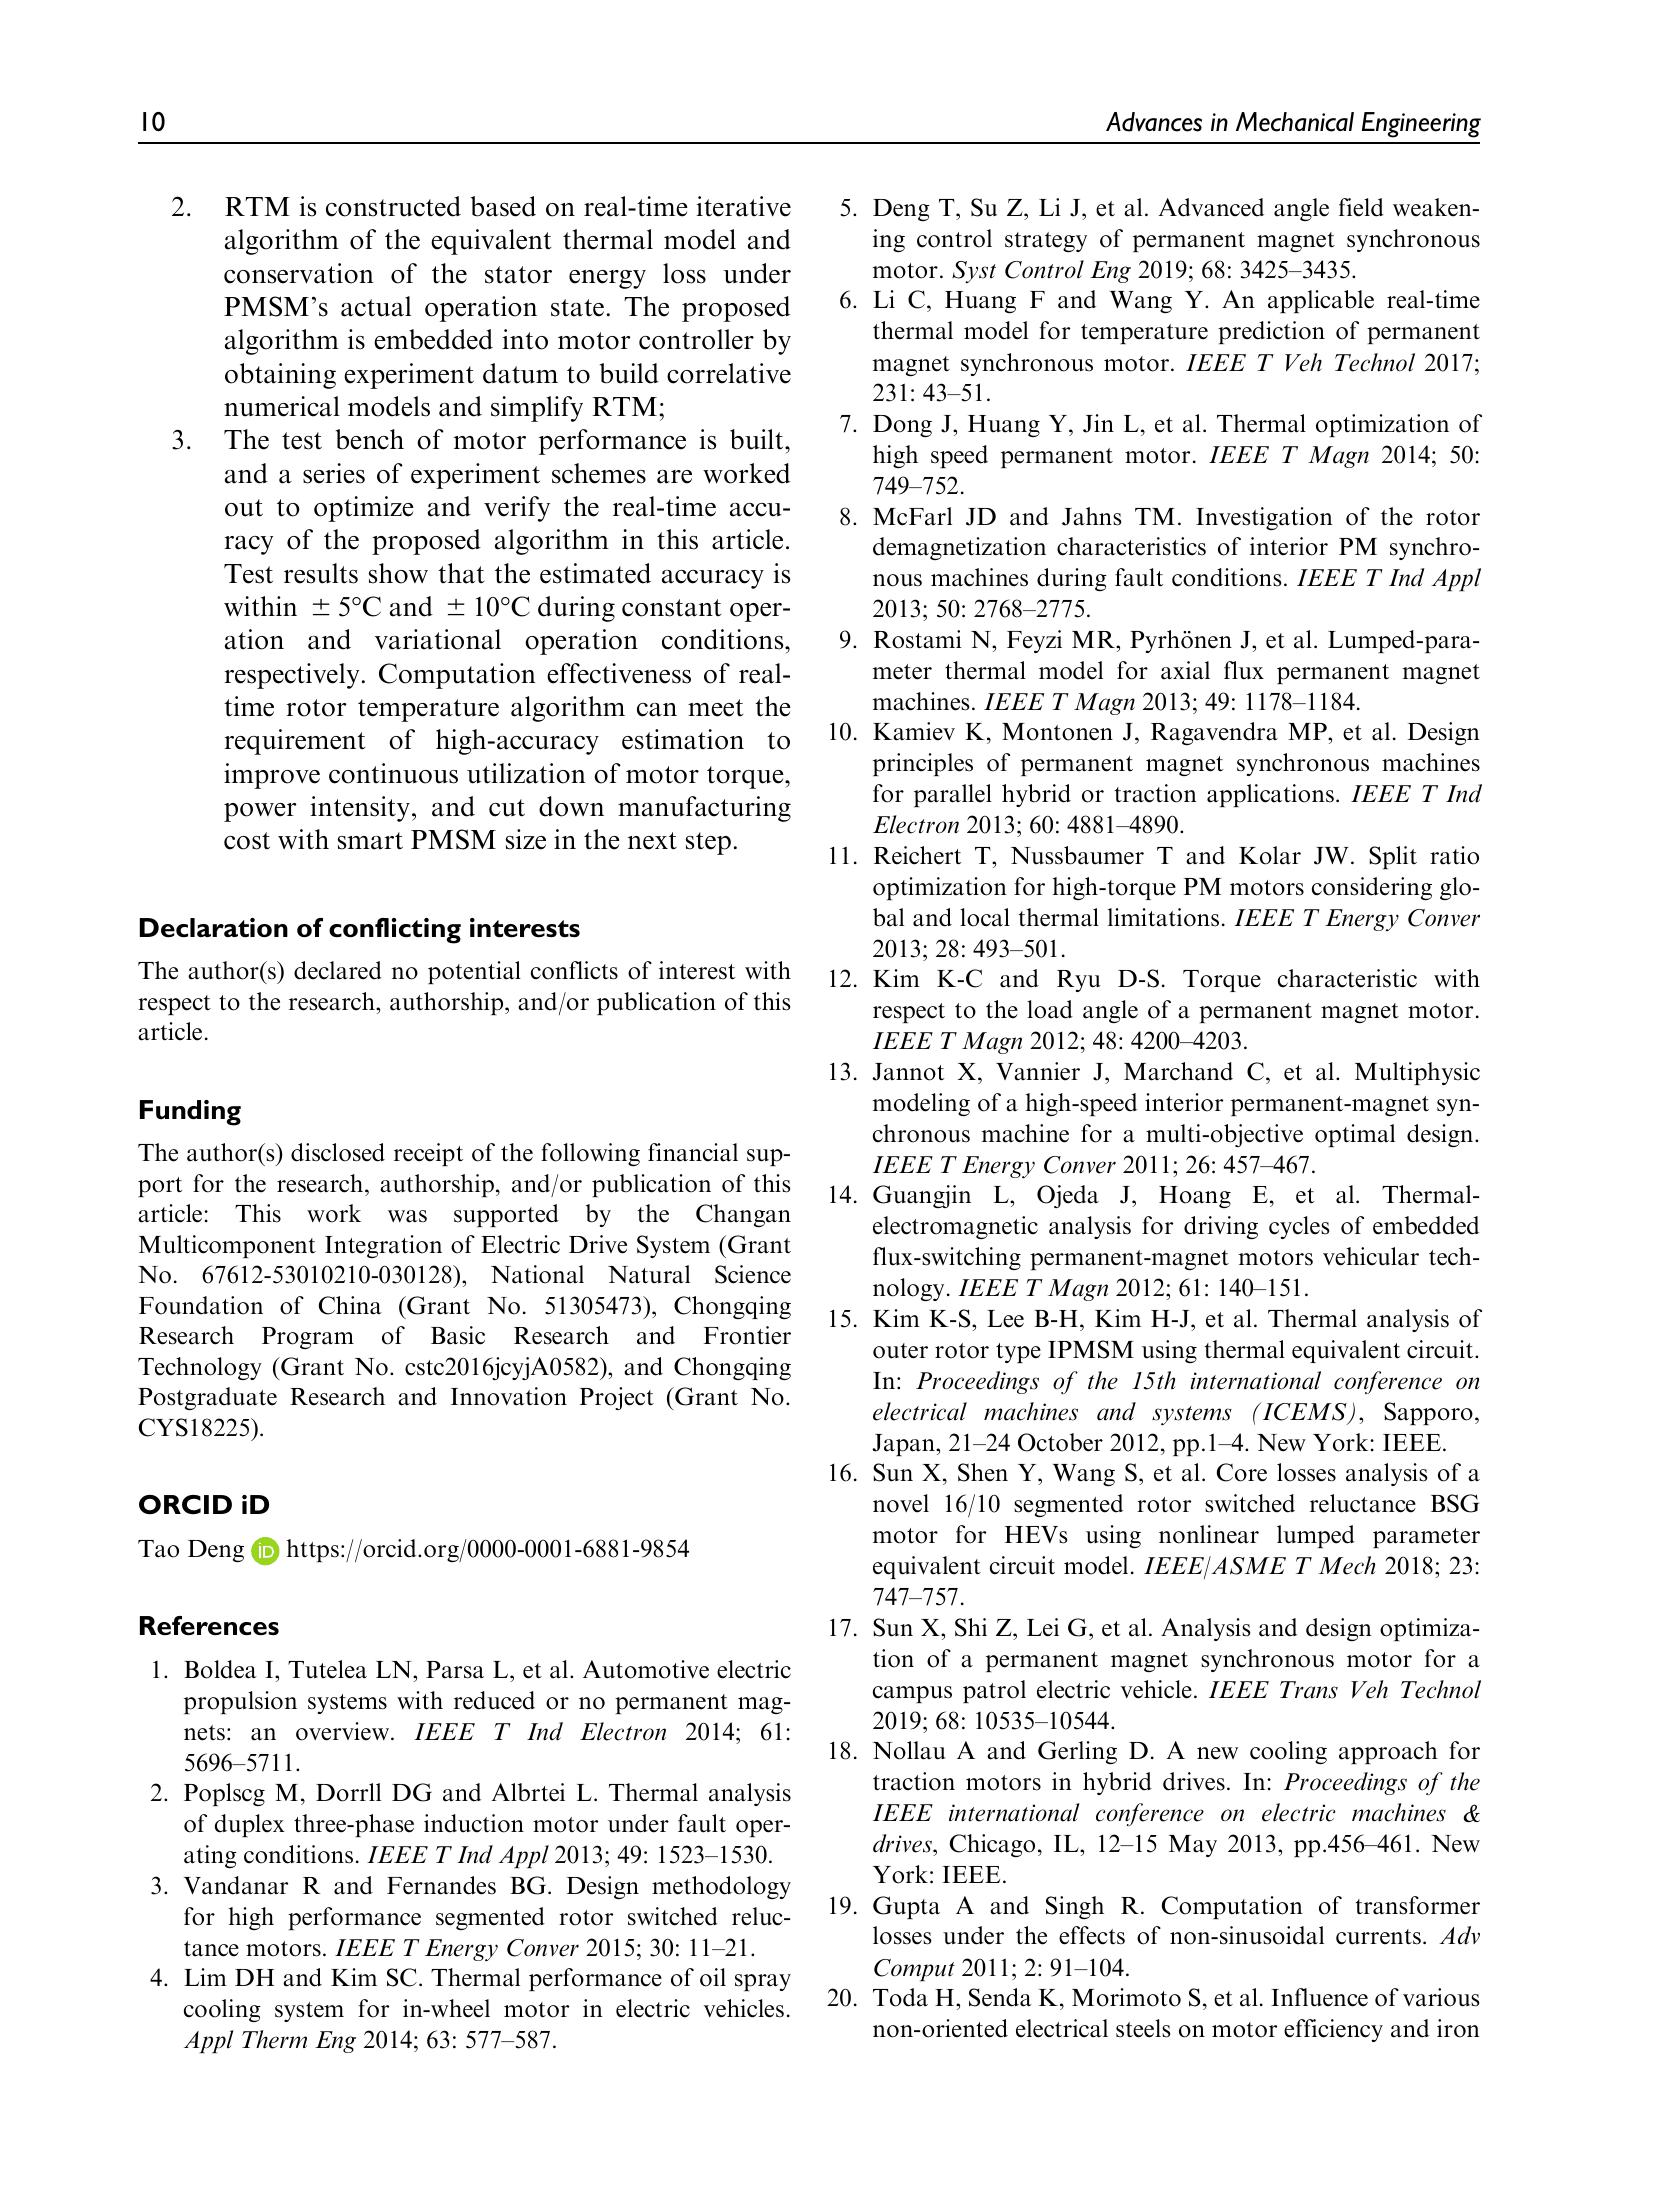 10
Advances in Mechanical Engineering
2. RTM is constructed based on real-time iterative
algorithm of the equivalent thermal model and
conservation of the stator energy loss under
PMSM's actual operation state. The proposed
algorithm is embedded into motor controller by
obtaining experiment datum to build correlative
numerical models and simplify RTM;
3. The test bench of motor performance is built,
and a series of experiment schemes are worked
out to optimize and verify the real-time accu-
racy of the proposed algorithm in this article.
Test results show that the estimated accuracy is
within ± 5°C and ± 10°C during constant oper-
ation and variational operation conditions,
respectively. Computation effectiveness of real-
time rotor temperature algorithm can meet the
requirement of high-accuracy estimation to
improve continuous utilization of motor torque,
power intensity, and cut down manufacturing
cost with smart PMSM size in the next step.
Declaration of conflicting interests
The author(s) declared no potential conflicts of interest with
respect to the research, authorship, and/or publication of this
article.
Funding
The author(s) disclosed receipt of the following financial sup-
port for the research, authorship, and/or publication of this
article: This work was supported by the Changan
Multicomponent Integration of Electric Drive System (Grant
No. 67612-53010210-030128), National Natural Science
Foundation of China (Grant No. 51305473), Chongqing
Research Program of Basic Research and Frontier
Technology (Grant No. cstc2016jcyjA0582), and Chongqing
Postgraduate Research and Innovation Project (Grant No.
CYS18225).
ORCID iD
Tao Deng iD https://orcid.org/0000-0001-6881-9854
References
1. Boldea I, Tutelea LN, Parsa L, et al. Automotive electric
propulsion systems with reduced or no permanent mag-
nets: an overview. IEEE T Ind Electron 2014; 61:
5696–5711.
2. Poplscg M, Dorrll DG and Albrtei L. Thermal analysis
of duplex three-phase induction motor under fault oper-
ating conditions. IEEE T Ind Appl 2013; 49: 1523–1530.
3. Vandanar R and Fernandes BG. Design methodology
for high performance segmented rotor switched reluc-
tance motors. IEEE T Energy Conver 2015; 30: 11–21.
4. Lim DH and Kim SC. Thermal performance of oil spray
cooling system for in-wheel motor in electric vehicles.
Appl Therm Eng 2014; 63: 577–587.
5. Deng T, Su Z, Li J, et al. Advanced angle field weaken-
ing control strategy of permanent magnet synchronous
motor. Syst Control Eng 2019; 68: 3425–3435.
6. Li C, Huang F and Wang Y. An applicable real-time
thermal model for temperature prediction of permanent
magnet synchronous motor. IEEE T Veh Technol 2017;
231: 43–51.
7. Dong J, Huang Y, Jin L, et al. Thermal optimization of
high speed permanent motor. IEEE T Magn 2014; 50:
749–752.
8. McFarl JD and Jahns TM. Investigation of the rotor
demagnetization characteristics of interior PM synchro-
nous machines during fault conditions. IEEE T Ind Appl
2013; 50: 2768–2775.
9. Rostami N, Feyzi MR, Pyrhönen J, et al. Lumped-para-
meter thermal model for axial flux permanent magnet
machines. IEEE T Magn 2013; 49: 1178–1184.
10. Kamiev K, Montonen J, Ragavendra MP, et al. Design
principles of permanent magnet synchronous machines
for parallel hybrid or traction applications. IEEE T Ind
Electron 2013; 60: 4881–4890.
11. Reichert T, Nussbaumer T and Kolar JW. Split ratio
optimization for high-torque PM motors considering glo-
bal and local thermal limitations. IEEE T Energy Conver
2013; 28: 493–501.
12. Kim K-C and Ryu D-S. Torque characteristic with
respect to the load angle of a permanent magnet motor.
IEEE T Magn 2012; 48: 4200–4203.
13. Jannot X, Vannier J, Marchand C, et al. Multiphysic
modeling of a high-speed interior permanent-magnet syn-
chronous machine for a multi-objective optimal design.
IEEE T Energy Conver 2011; 26: 457–467.
14. Guangjin L, Ojeda J, Hoang E, et al. Thermal-
electromagnetic analysis for driving cycles of embedded
flux-switching permanent-magnet motors vehicular tech-
nology. IEEE T Magn 2012; 61: 140–151.
15. Kim K-S, Lee B-H, Kim H-J, et al. Thermal analysis of
outer rotor type IPMSM using thermal equivalent circuit.
In: Proceedings of the 15th international conference on
electrical machines and systems (ICEMS), Sapporo,
Japan, 21–24 October 2012, pp.1–4. New York: IEEE.
16. Sun X, Shen Y, Wang S, et al. Core losses analysis of a
novel 16/10 segmented rotor switched reluctance BSG
motor for HEVs using nonlinear lumped parameter
equivalent circuit model. IEEE/ASME T Mech 2018; 23:
747–757.
17. Sun X, Shi Z, Lei G, et al. Analysis and design optimiza-
tion of a permanent magnet synchronous motor for a
campus patrol electric vehicle. IEEE Trans Veh Technol
2019; 68: 10535–10544.
18. Nollau A and Gerling D. A new cooling approach for
traction motors in hybrid drives. In: Proceedings of the
IEEE international conference on electric machines &
drives, Chicago, IL, 12–15 May 2013, pp.456–461. New
York: IEEE.
19. Gupta A and Singh R. Computation of transformer
losses under the effects of non-sinusoidal currents. Adv
Comput 2011; 2: 91–104.
20. Toda H, Senda K, Morimoto S, et al. Influence of various
non-oriented electrical steels on motor efficiency and iron